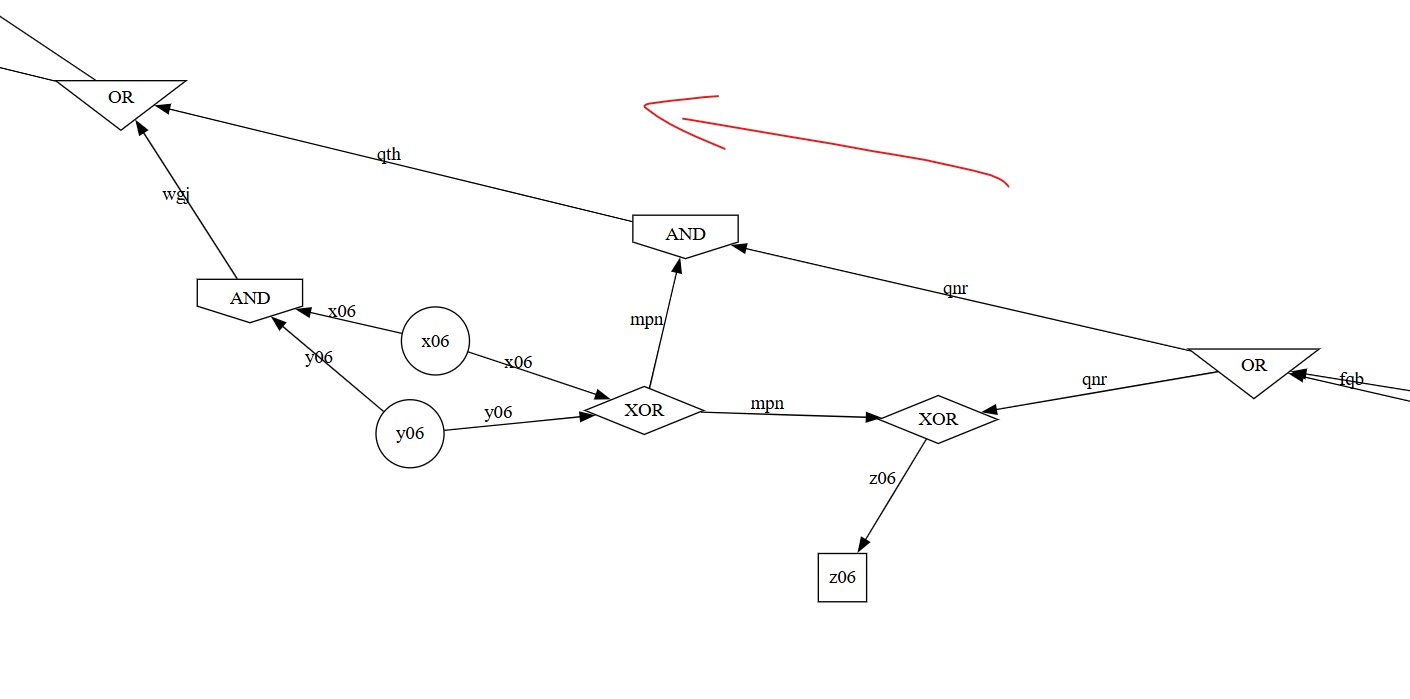 OR
qth
wgj
AND
AND
qnr
x06
mpn
x06
x06
y06
OR
qnr
fqb
mpn
y06
XOR
y06
XOR
z06
z06